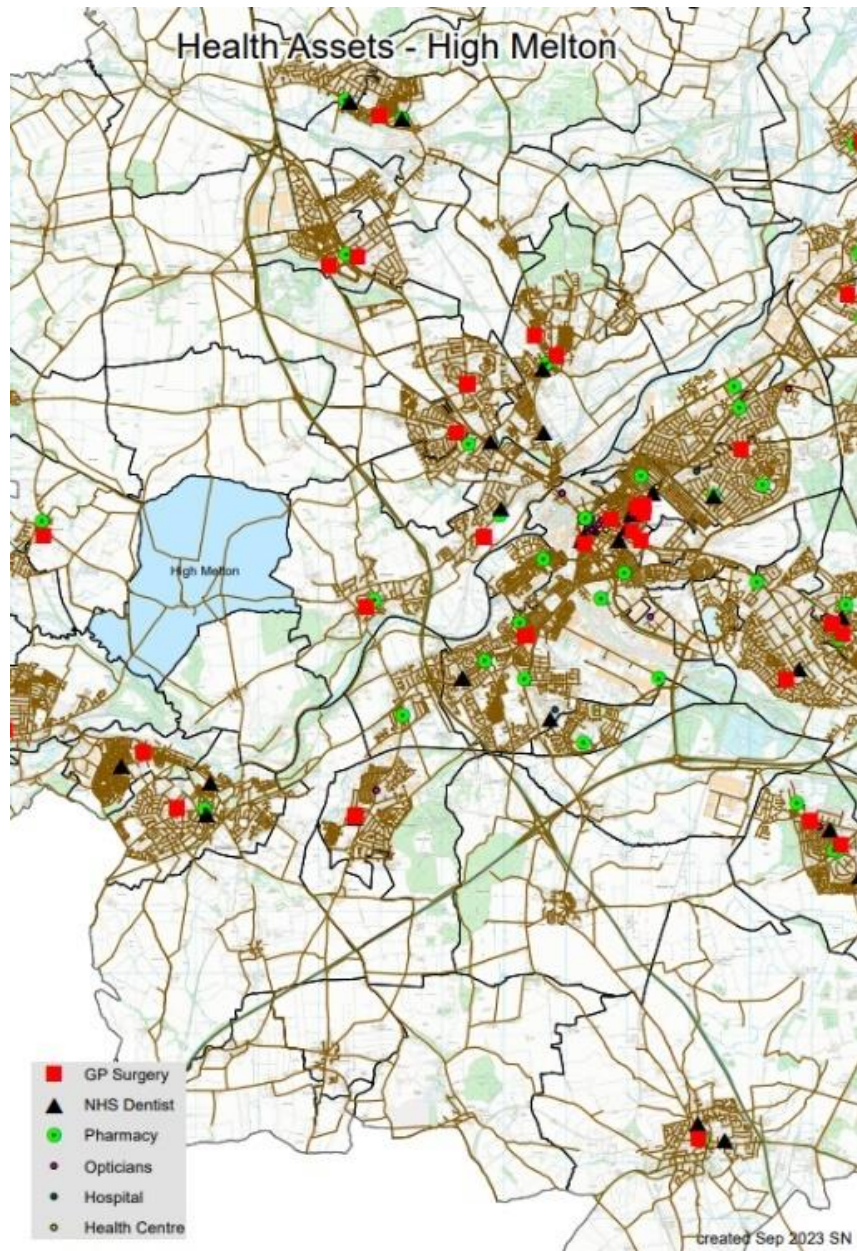 Health Assets - High Melton
High Melton
GP Surgery
NHS Dentist
Pharmacy
Opticians
Hospital
Health Centre
created Sep 2023 SN